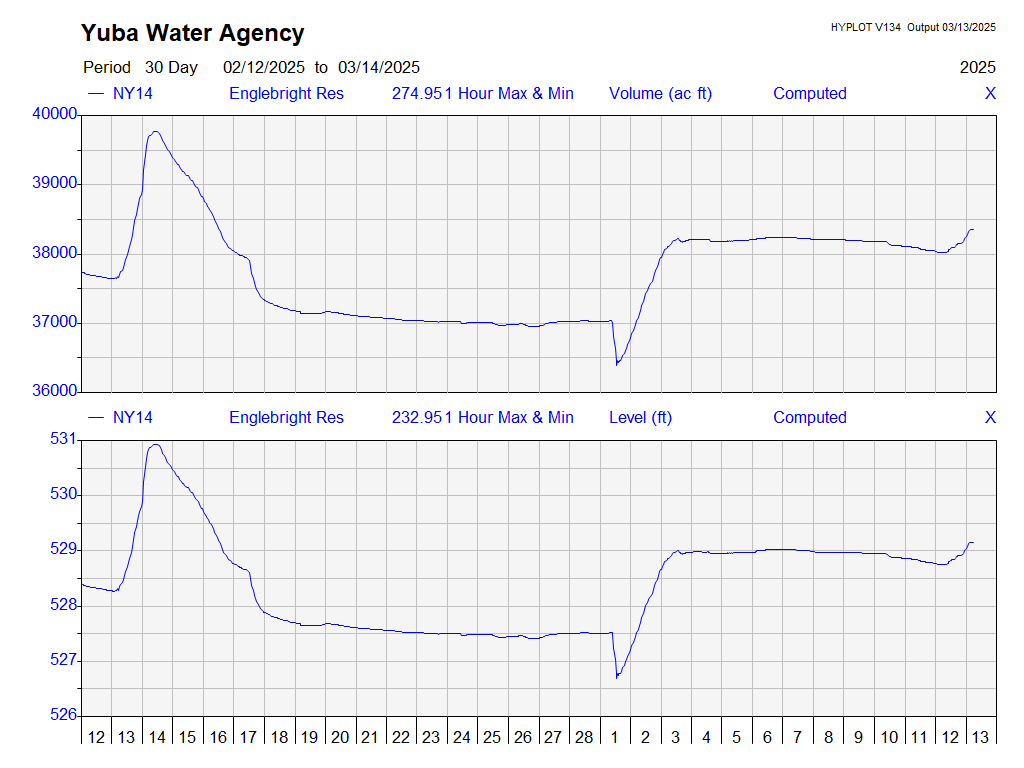 Yuba Water Agency
HYPLOT V134 Output 03/13/2025
Period 30 Day 02/12/2025 to 03/14/2025
2025
NY14 Englebright Res 274.951 Hour Max & Min Volume (ac ft) Computed X
40000
39000
38000
37000
36000
NY14 Englebright Res 232.951 Hour Max & Min Level (ft) Computed X
531
530
529
528
527
526
12 13 14 15 16 17 18 19 20 21 22 23 24 25 26 27 28 1 2 3 4 5 6 7 8 9 10 11 12 13